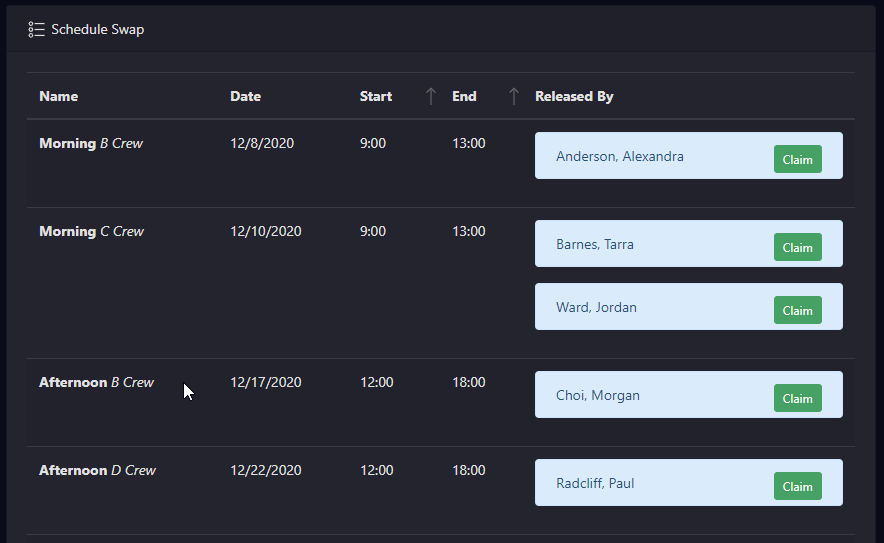 Schedule Swap
Name Date Start End Released By
Morning B Crew 12/8/2020 9:00 13:00 Anderson, Alexandra Claim
Morning C Crew 12/10/2020 9:00 13:00 Barnes, Tarra Claim
Ward, Jordan Claim
Afternoon B Crew 12/17/2020 12:00 18:00 Choi, Morgan Claim
Afternoon D Crew 12/22/2020 12:00 18:00 Radcliff, Paul Claim